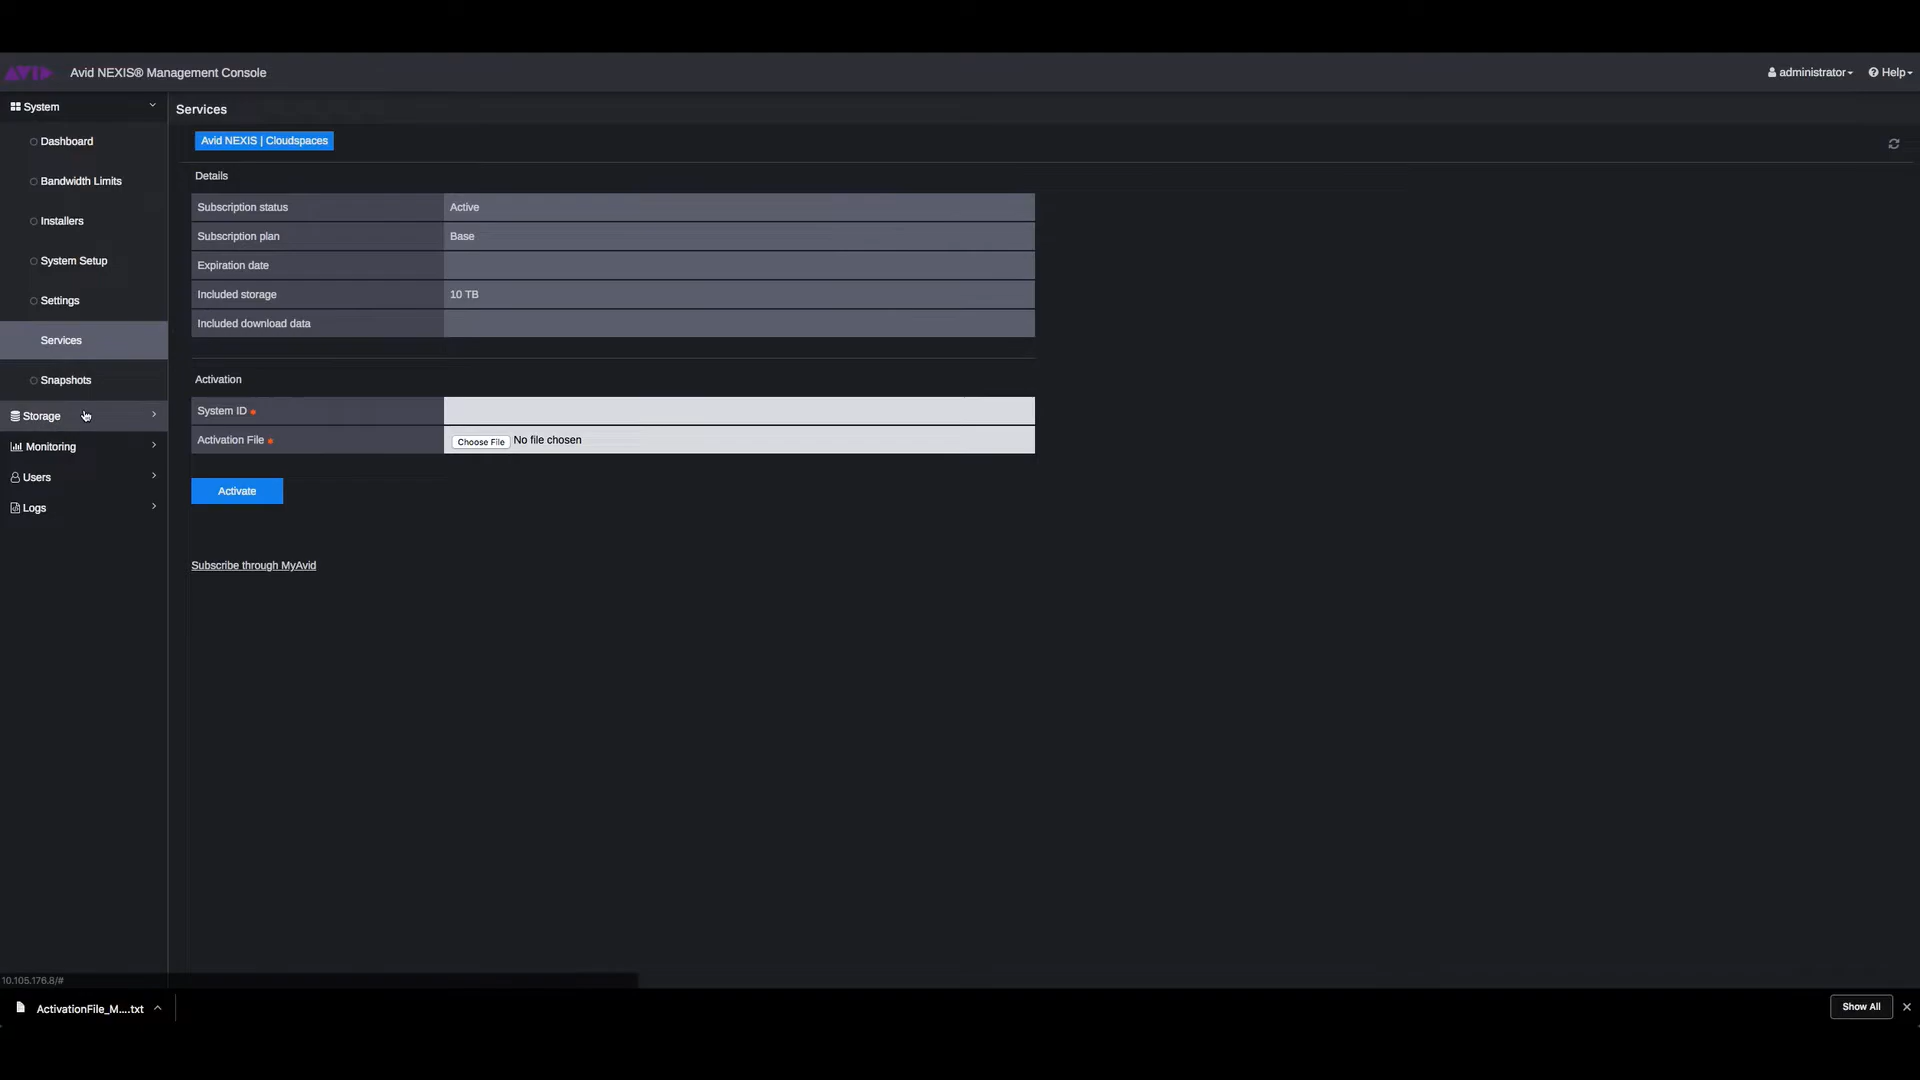 AVID Avid NEXIS® Management Console
administrator Help
System
Dashboard
Bandwidth Limits
Installers
System Setup
Settings
Services
Snapshots
Storage
Monitoring
Users
Logs
Services
Avid NEXIS | Cloudspaces
Details
Subscription status Active
Subscription plan Base
Expiration date
Included storage 10 TB
Included download data
Activation
System ID
Activation File Choose File No file chosen
Activate
Subscribe through MyAvid
10.105.176.8/#
ActivationFile_M....txt
Show All